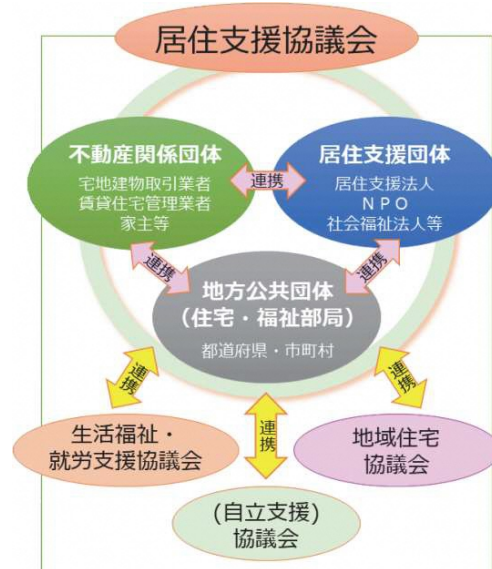 居住支援協議会
不動産関係団体
宅地建物取引業者
賃貸住宅管理業者
家主等
連携
居住支援団体
居住支援法人
NPO
社会福祉法人等
連携
連携
地方公共団体
(住宅・福祉部局)
都道府県・市町村
連携
連携
連携
生活福祉・
就労支援協議会
(自立支援)
協議会
地域住宅
協議会